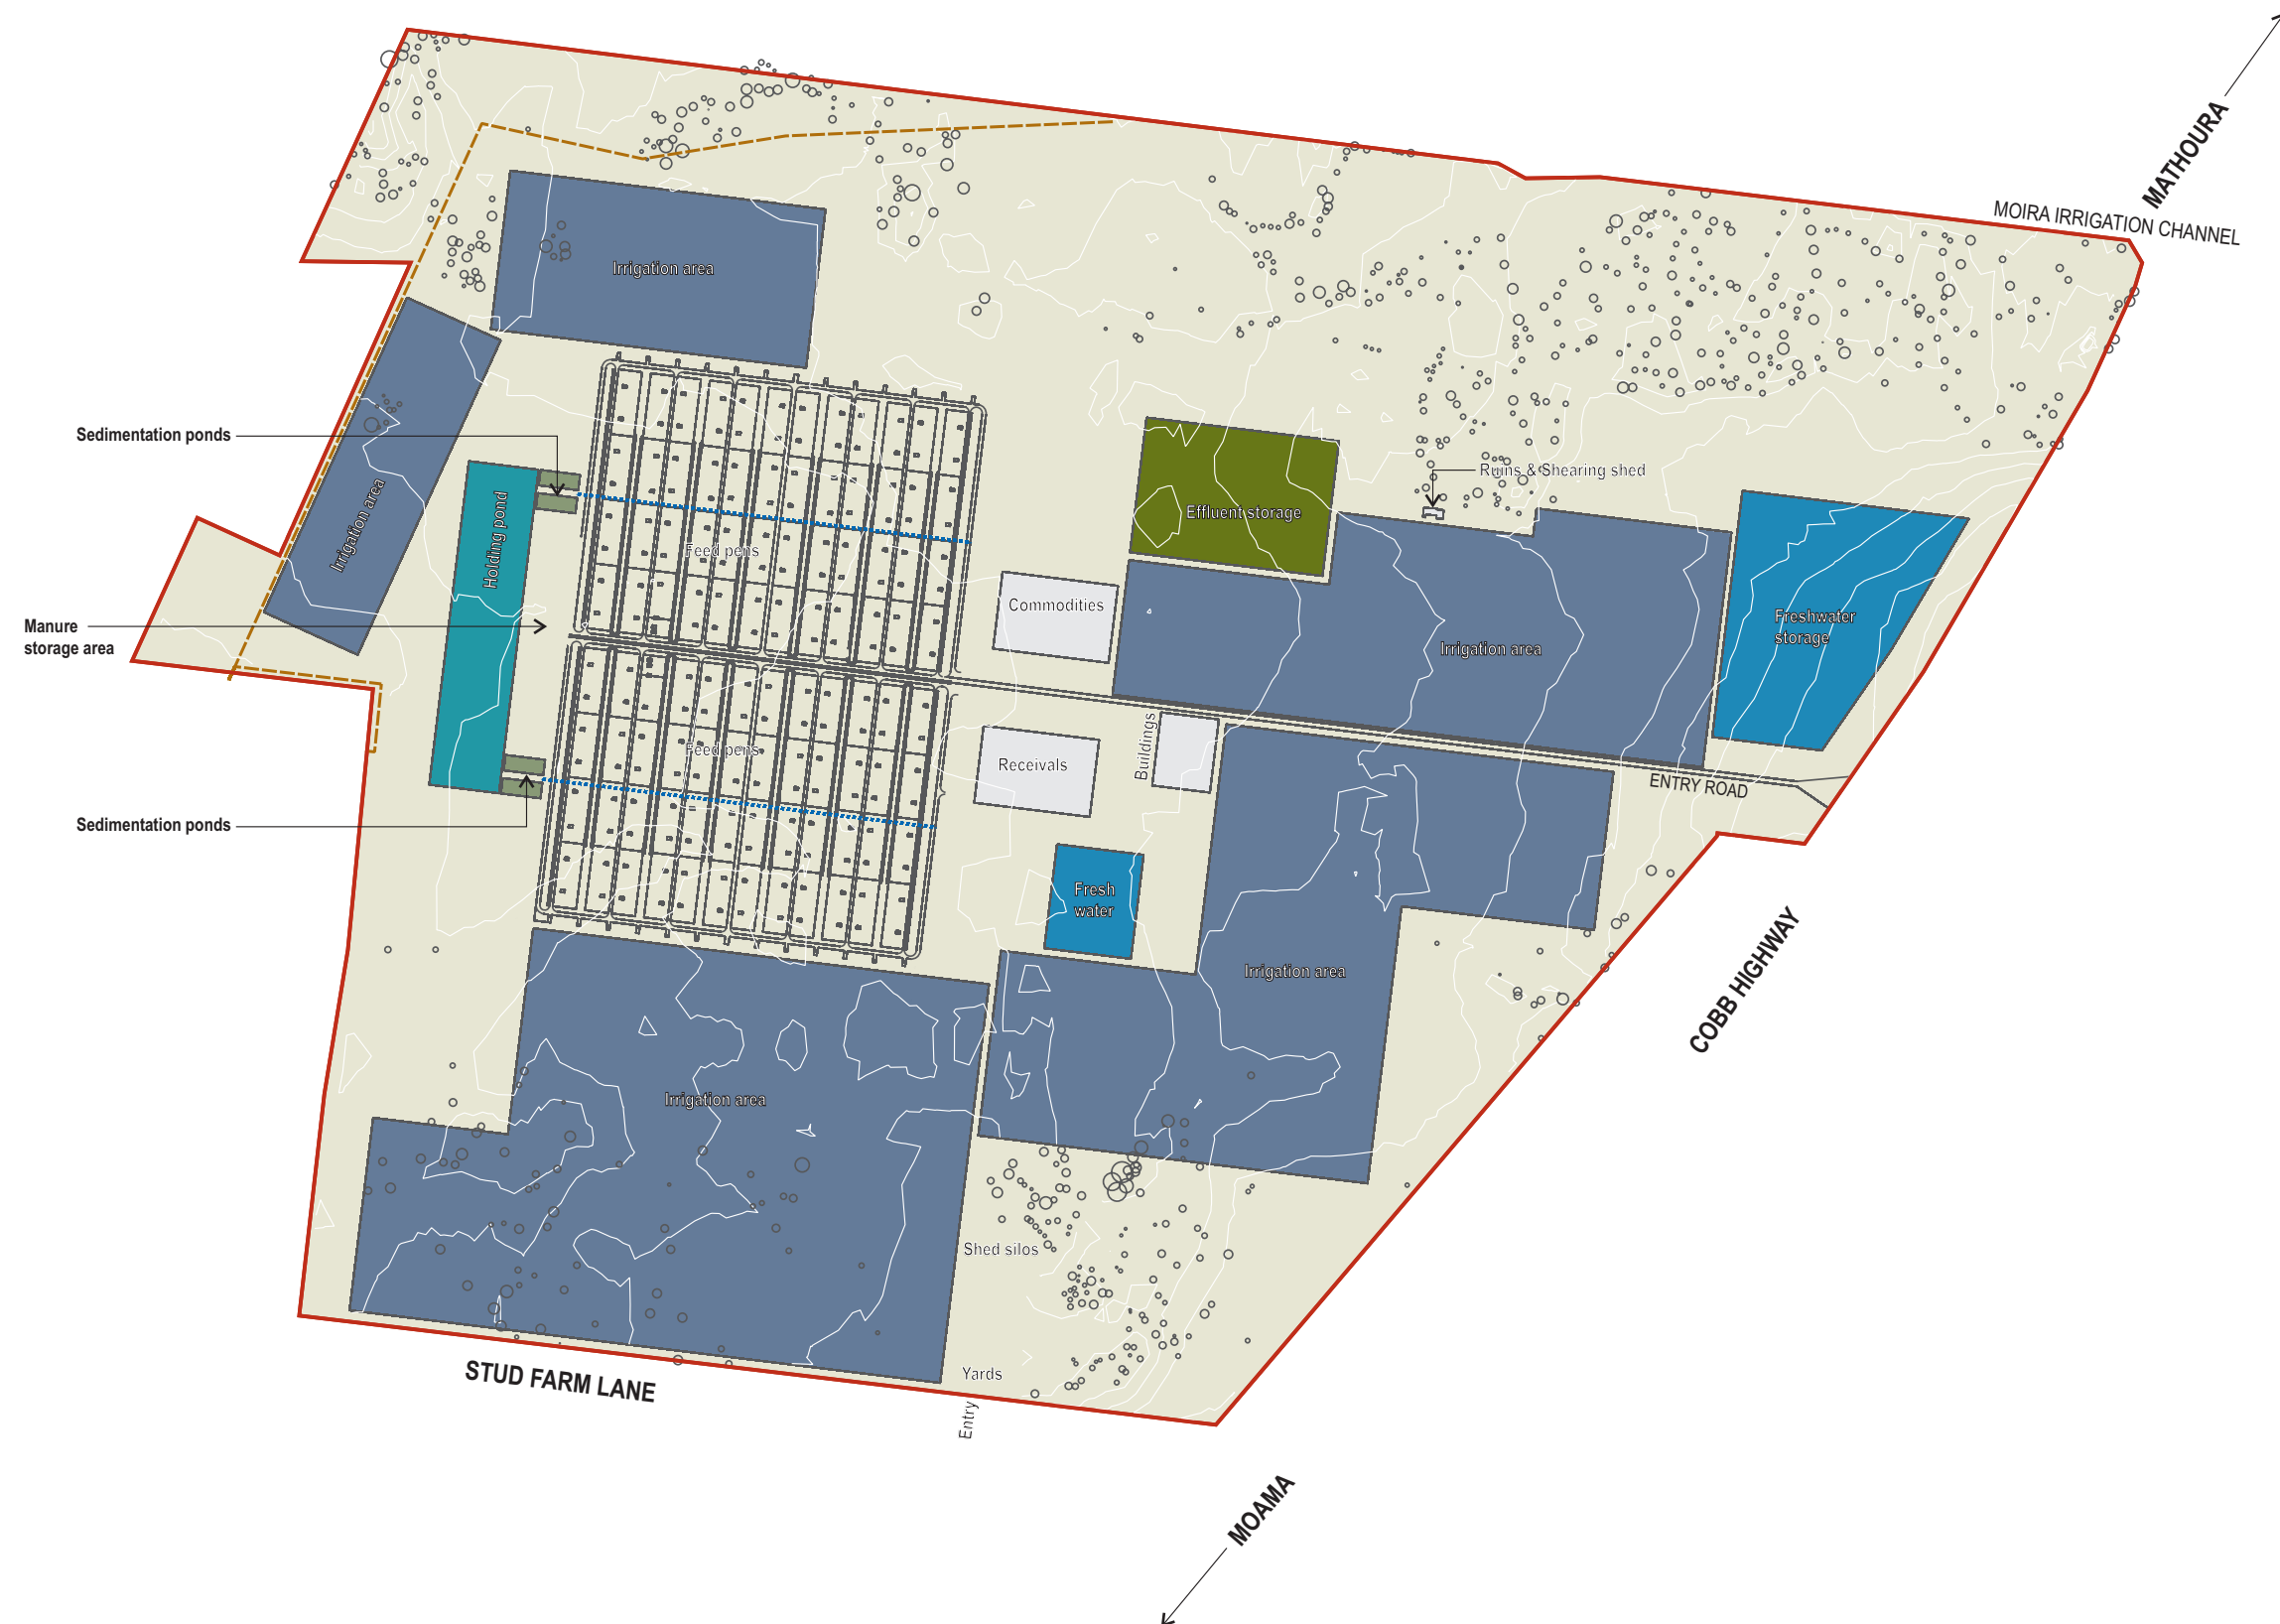 MATHOURA
MOIRA IRRIGATION CHANNEL
Irrigation area
Sedimentation ponds
Ruins & Shearing shed
Irrigation area
Holding pond
Effluent storage
Feed pens
Commodities
Manure
storage area
Freshwater
storage
Irrigation area
Buildings
Feed pens
Receivals
ENTRY ROAD
Sedimentation ponds
Fresh
water
COBB HIGHWAY
Irrigation area
Irrigation area
Shed silos
Yards
STUD FARM LANE
Entry
MOAMA